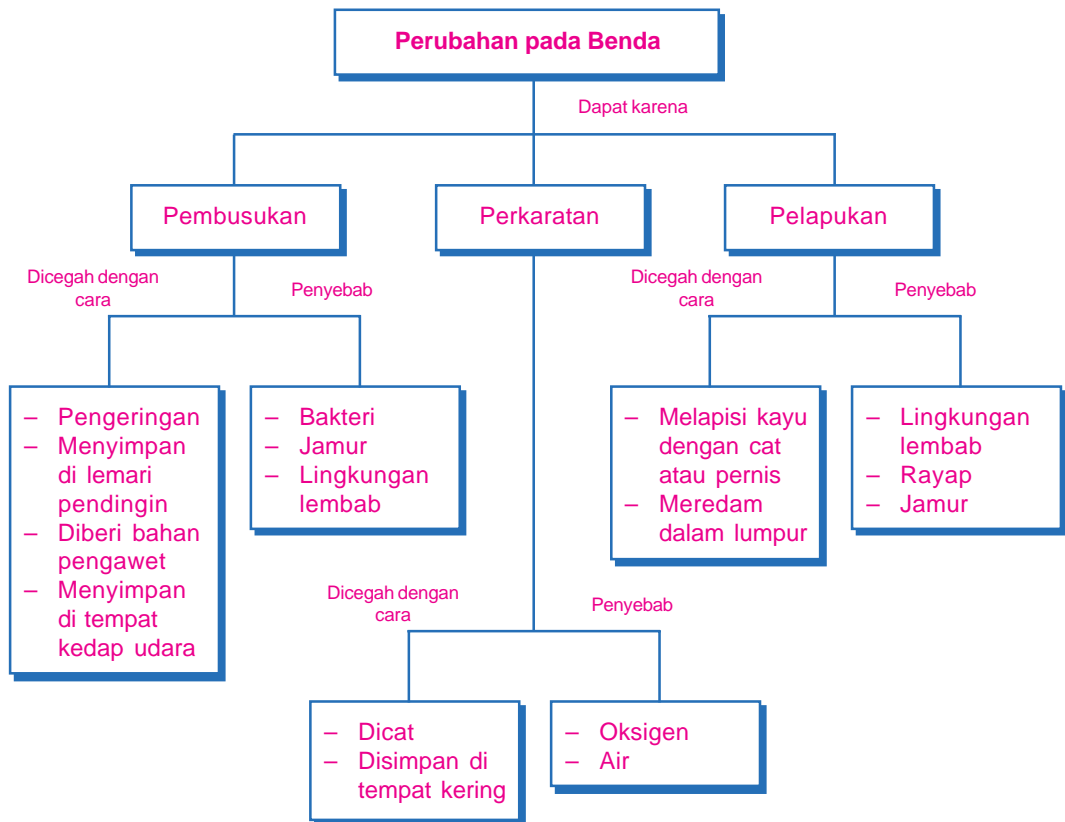 Perubahan pada Benda
Dapat karena
Pembusukan
Perkaratan
Pelapukan
Dicegah dengan
cara
Penyebab
Dicegah dengan
cara
Penyebab
– Pengeringan
– Menyimpan
di lemari
pendingin
– Diberi bahan
pengawet
– Menyimpan
di tempat
kedap udara
– Bakteri
– Jamur
– Lingkungan
lembab
– Melapisi kayu
dengan cat
atau pernis
– Meredam
dalam lumpur
– Lingkungan
lembab
– Rayap
– Jamur
Dicegah dengan
cara
Penyebab
– Dicat
– Disimpan di
tempat kering
– Oksigen
– Air